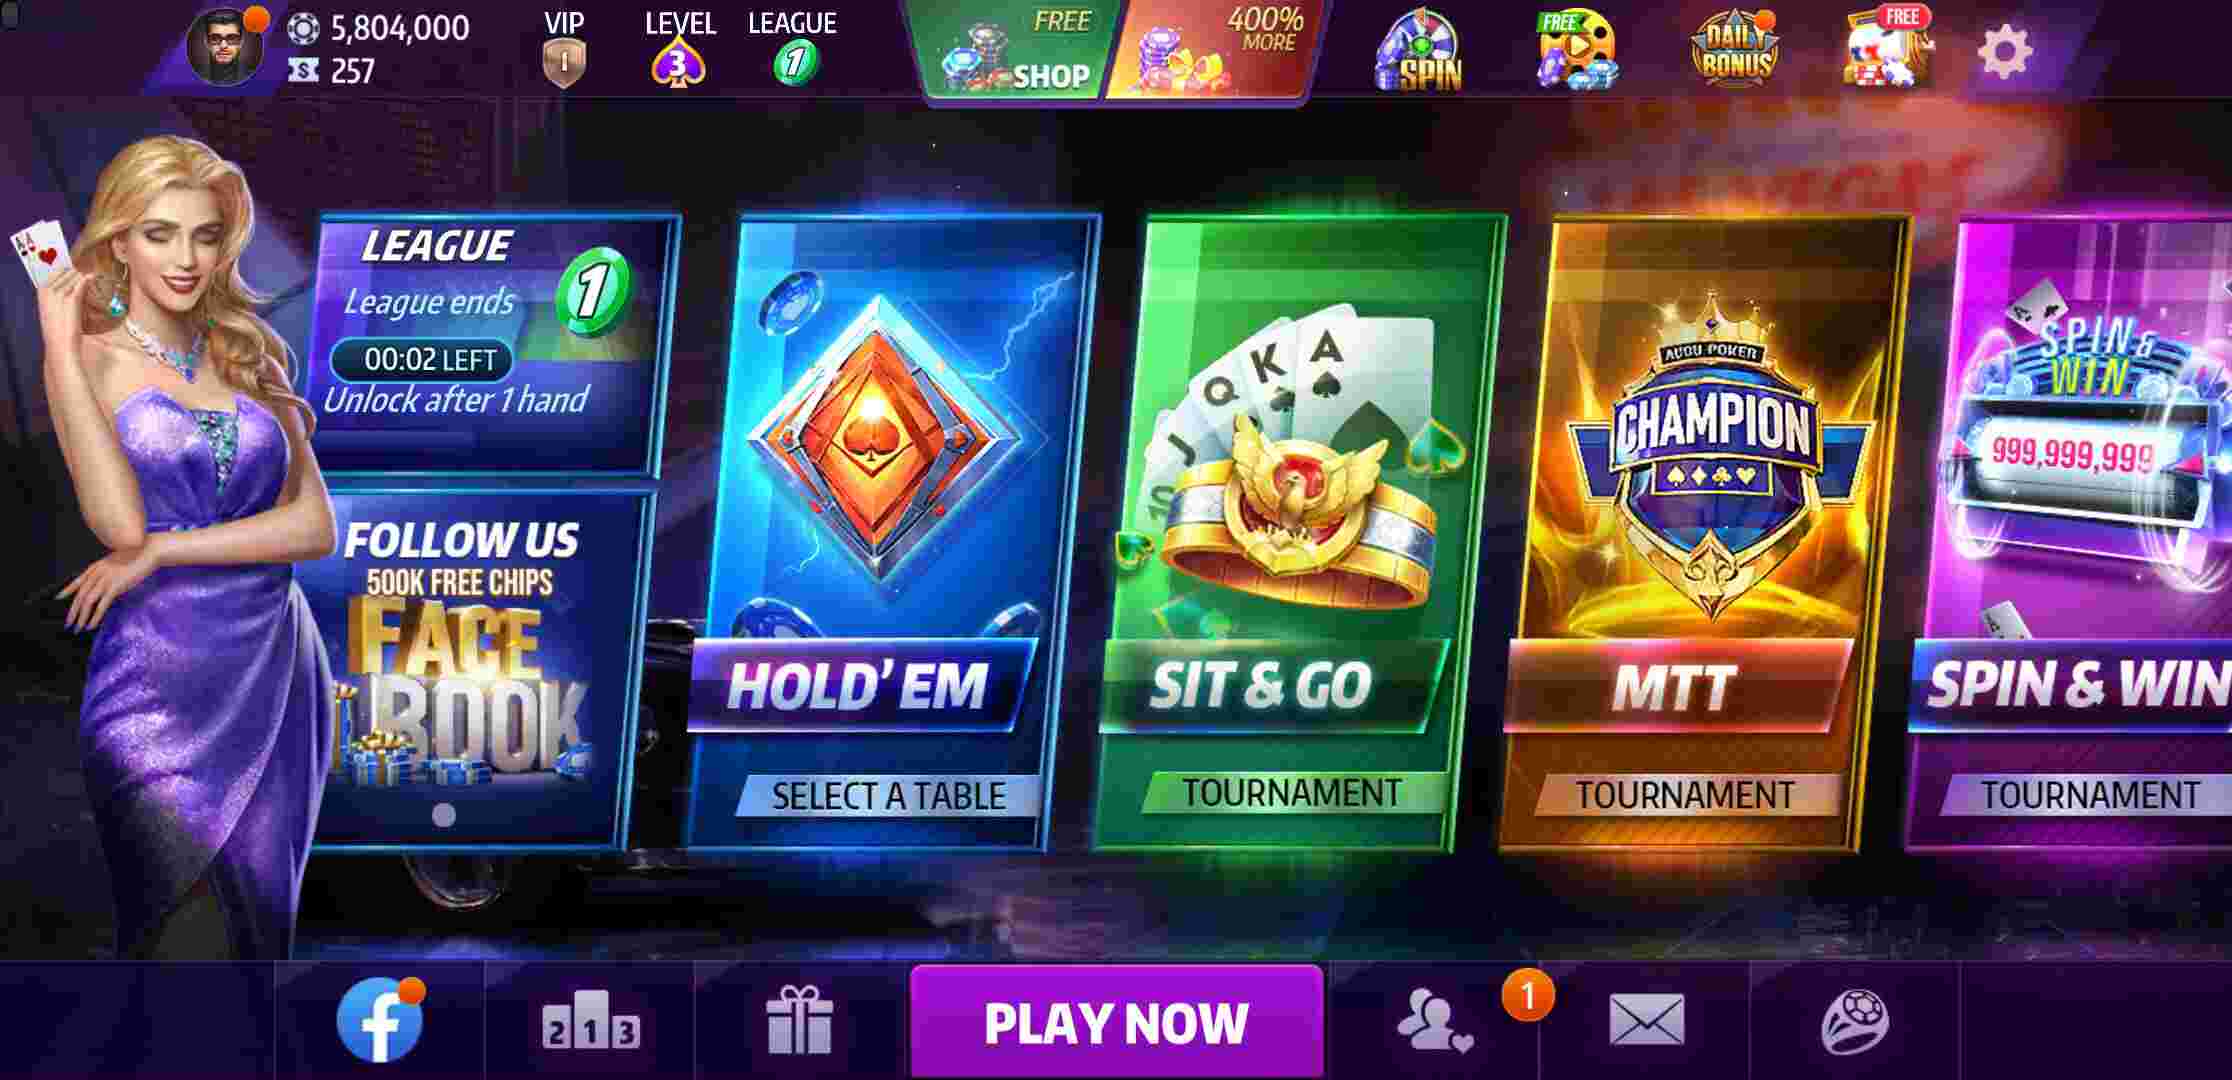 5,804,000
257
VIP
1
LEVEL
3
LEAGUE
1
FREE
SHOP
400%
MORE
SPIN
FREE
DAILY
BONUS
FREE
LEAGUE
League ends
00:02 LEFT
Unlock after 1 hand
1
FOLLOW US
500K FREE CHIPS
FACE
BOOK
HOLD'EM
SELECT A TABLE
A
K
Q
J
10
SIT & GO
TOURNAMENT
CHAMPION
MTT
TOURNAMENT
SPIN &
WIN
999,999,999
SPIN & WIN
TOURNAMENT
f
2 1 3
PLAY NOW
1